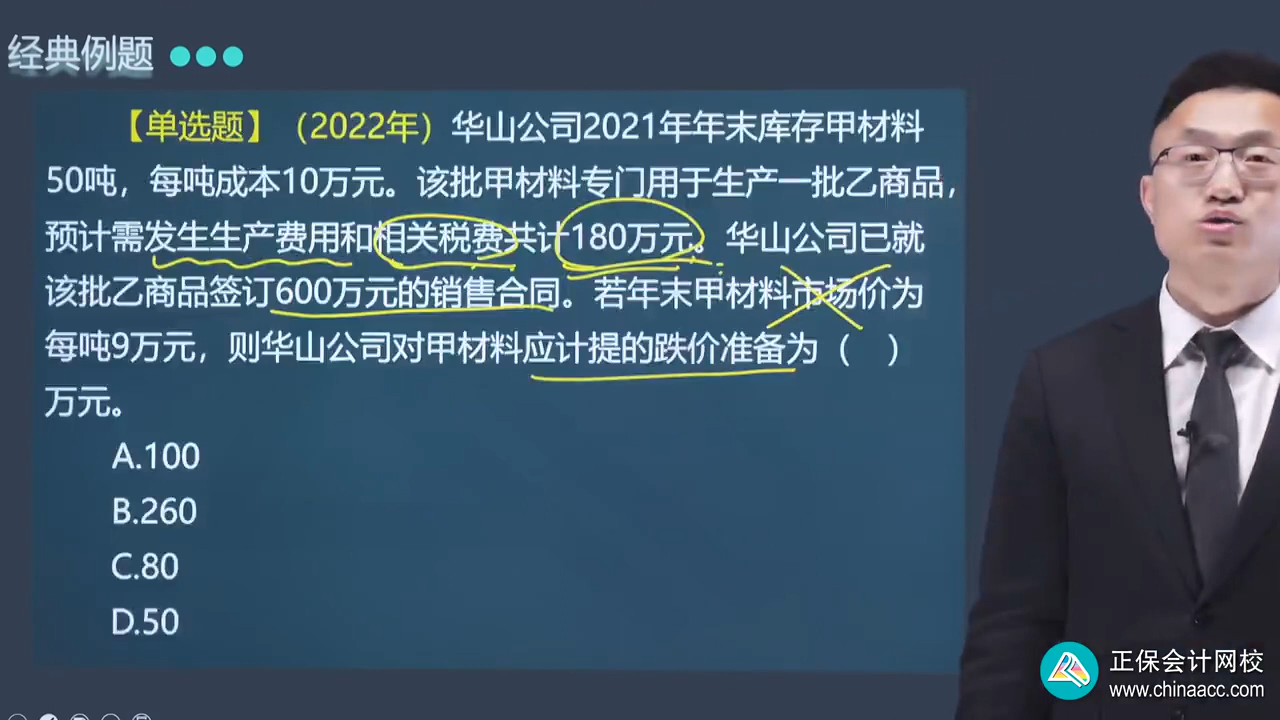 经典例题
【单选题】（2022年）华山公司2021年年末库存甲材料
50吨，每吨成本10万元。该批甲材料专门用于生产一批乙商品，
预计需发生生产费用和相关税费共计180万元。华山公司已就
该批乙商品签订600万元的销售合同。若年末甲材料市场价为
每吨9万元，则华山公司对甲材料应计提的跌价准备为（　）
万元。
A.100
B.260
C.80
D.50
正保会计网校
www.chinaacc.com